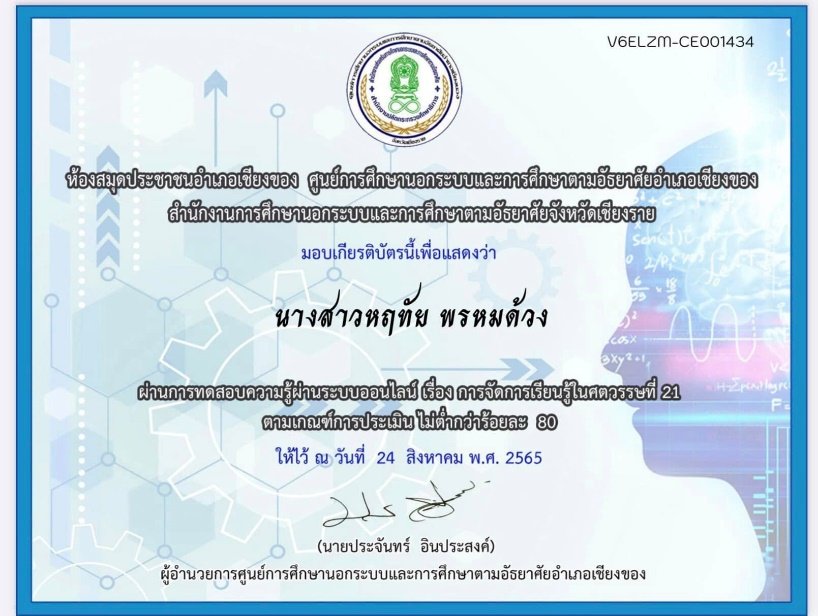 V6ELZM-CE001434
ห้องสมุดประชาชนอำเภอเชียงของ ศูนย์การศึกษานอกระบบและการศึกษาตามอัธยาศัยอำเภอเชียงของ
สำนักงานการศึกษานอกระบบและการศึกษาตามอัธยาศัยจังหวัดเชียงราย
มอบเกียรติบัตรนี้เพื่อแสดงว่า
นางสาวหฤทัย พรหมด้วง
ผ่านการทดสอบความรู้ผ่านระบบออนไลน์ เรื่อง การจัดการเรียนรู้ในศตวรรษที่ 21
ตามเกณฑ์การประเมิน ไม่ต่ำกว่าร้อยละ 80
ให้ไว้ ณ วันที่ 24 สิงหาคม พ.ศ. 2565
(นายประจันทร์ อินประสงค์)
ผู้อำนวยการศูนย์การศึกษานอกระบบและการศึกษาตามอัธยาศัยอำเภอเชียงของ